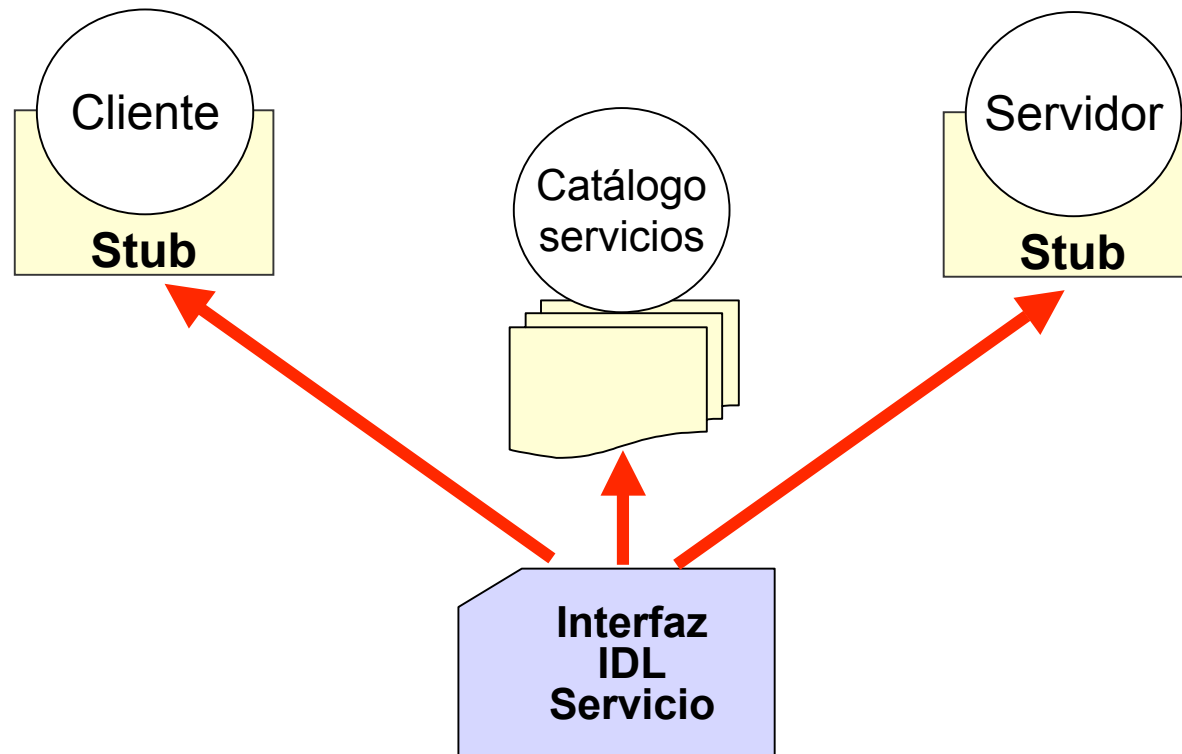 Cliente
Stub
Catálogo
servicios
Servidor
Stub
Interfaz
IDL
Servicio